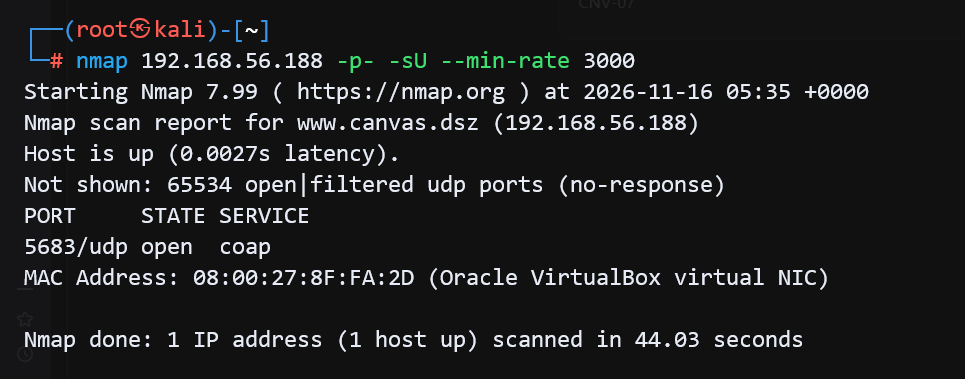 CNV-07
┌──(root㉿kali)-[~]
└─# nmap 192.168.56.188 -p- -sU --min-rate 3000
Starting Nmap 7.99 ( https://nmap.org ) at 2026-11-16 05:35 +0000
Nmap scan report for www.canvas.dsz (192.168.56.188)
Host is up (0.0027s latency).
Not shown: 65534 open|filtered udp ports (no-response)
PORT     STATE SERVICE
5683/udp open  coap
MAC Address: 08:00:27:8F:FA:2D (Oracle VirtualBox virtual NIC)
Nmap done: 1 IP address (1 host up) scanned in 44.03 seconds